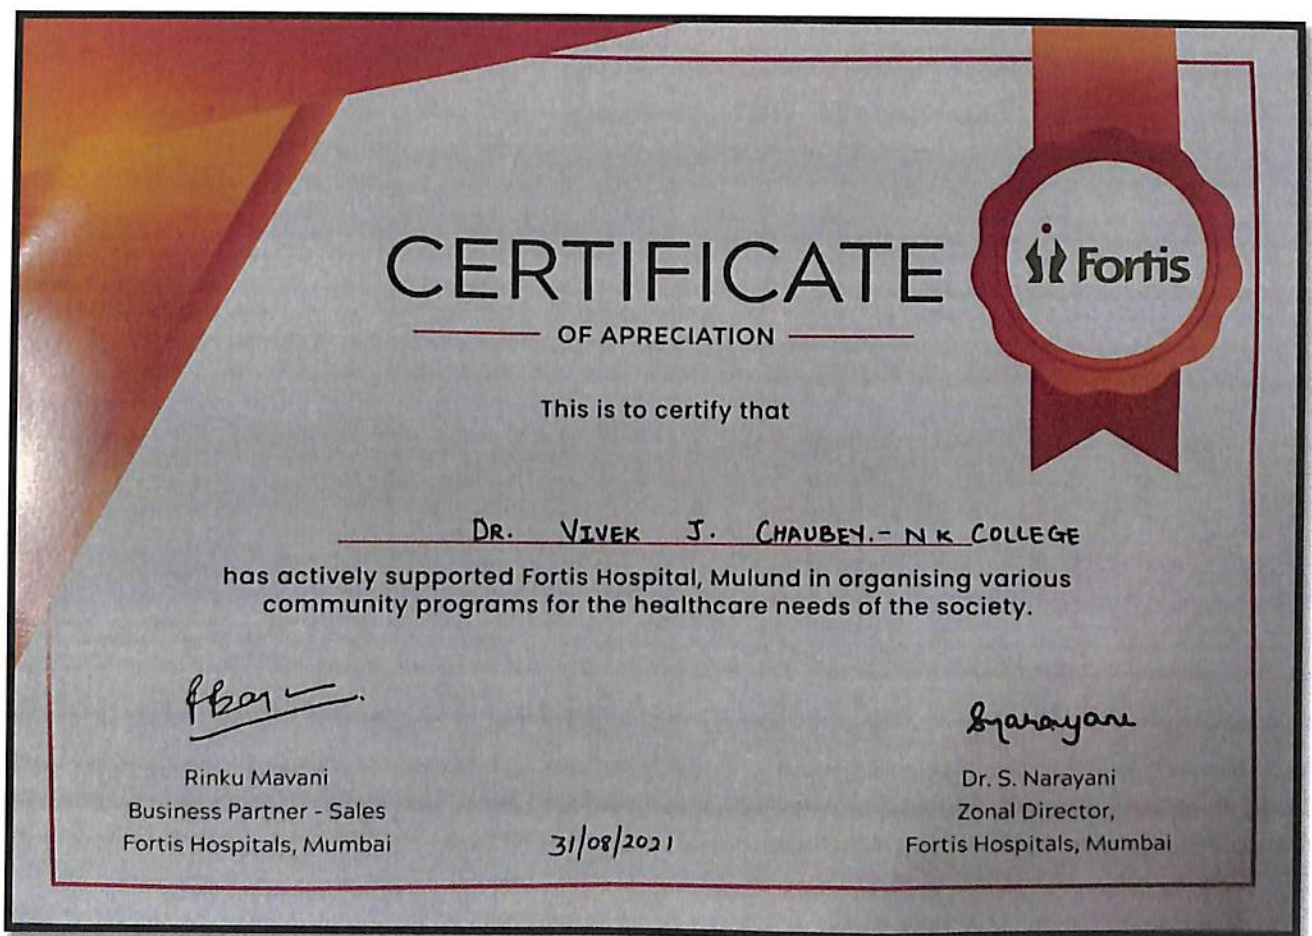 CERTIFICATE
OF APRECIATION
Fortis
This is to certify that
DR. VIVEK J. CHAUBEY.- NK COLLEGE
has actively supported Fortis Hospital, Mulund in organising various
community programs for the healthcare needs of the society.
Rinku Mavani
Business Partner - Sales
Fortis Hospitals, Mumbai
31/08/2021
Snarayani
Dr. S. Narayani
Zonal Director,
Fortis Hospitals, Mumbai